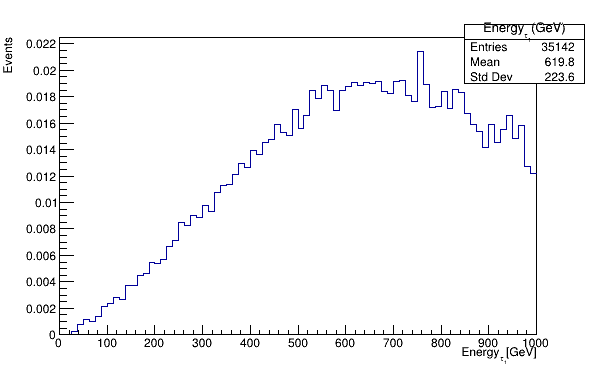 Energy_τ₁(GeV)
Entries 35142
Mean 619.8
Std Dev 223.6
Events
0.022
0.02
0.018
0.016
0.014
0.012
0.01
0.008
0.006
0.004
0.002
0
0 100 200 300 400 500 600 700 800 900 1000
Energy_τ₁[GeV]